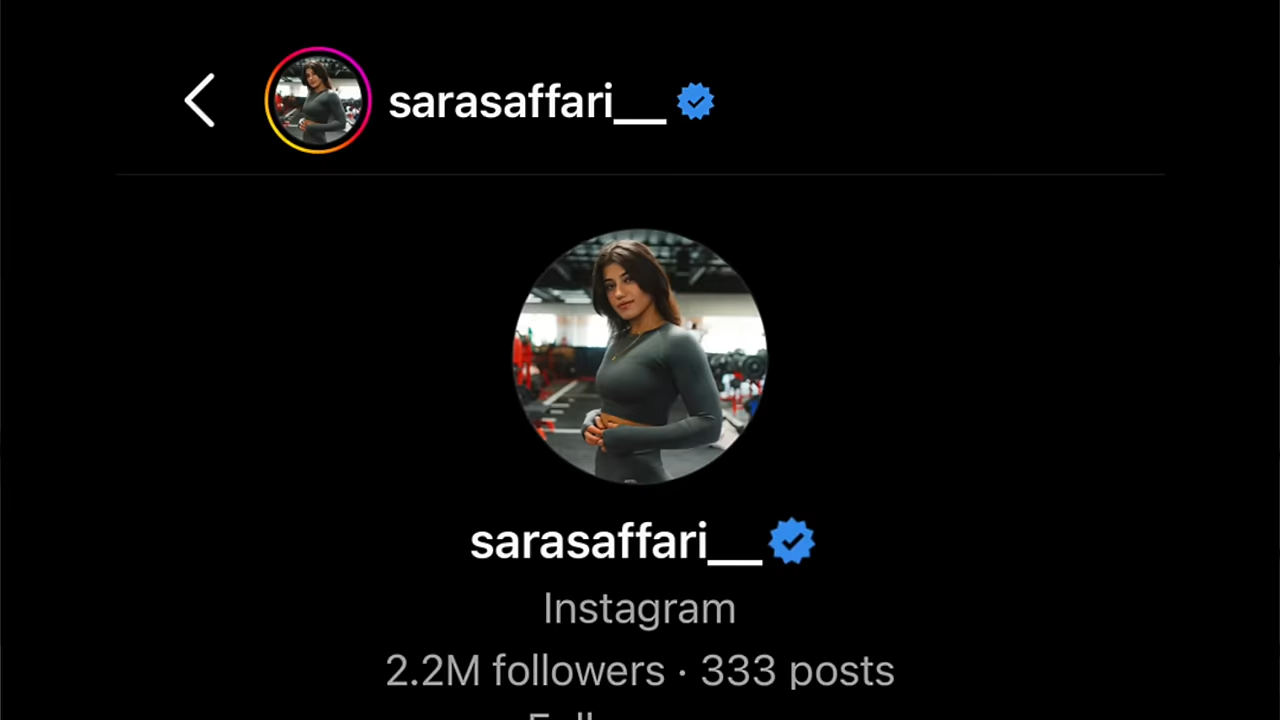 sarasaffari__
sarasaffari__
Instagram
2.2M followers · 333 posts